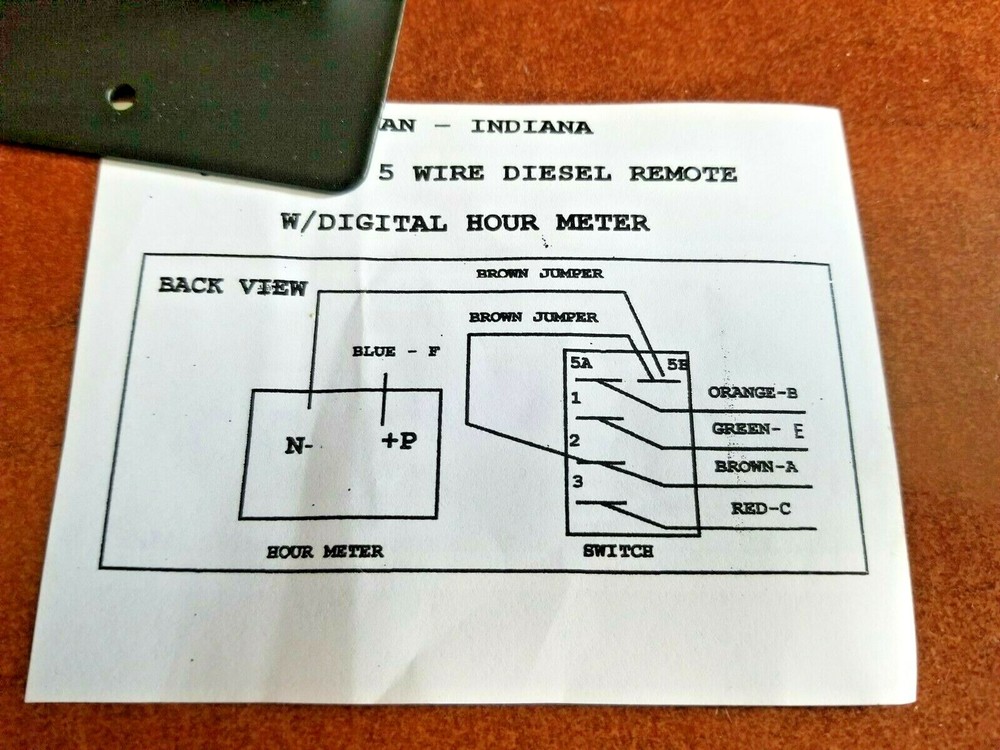 AN - INDIANA
5 WIRE DIESEL REMOTE
W/DIGITAL HOUR METER
BACK VIEW
BROWN JUMPER
BROWN JUMPER
BLUE - F
5A 5B
1
ORANGE-B
GREEN- E
2
BROWN-A
3
RED-C
N- +P
HOUR METER
SWITCH